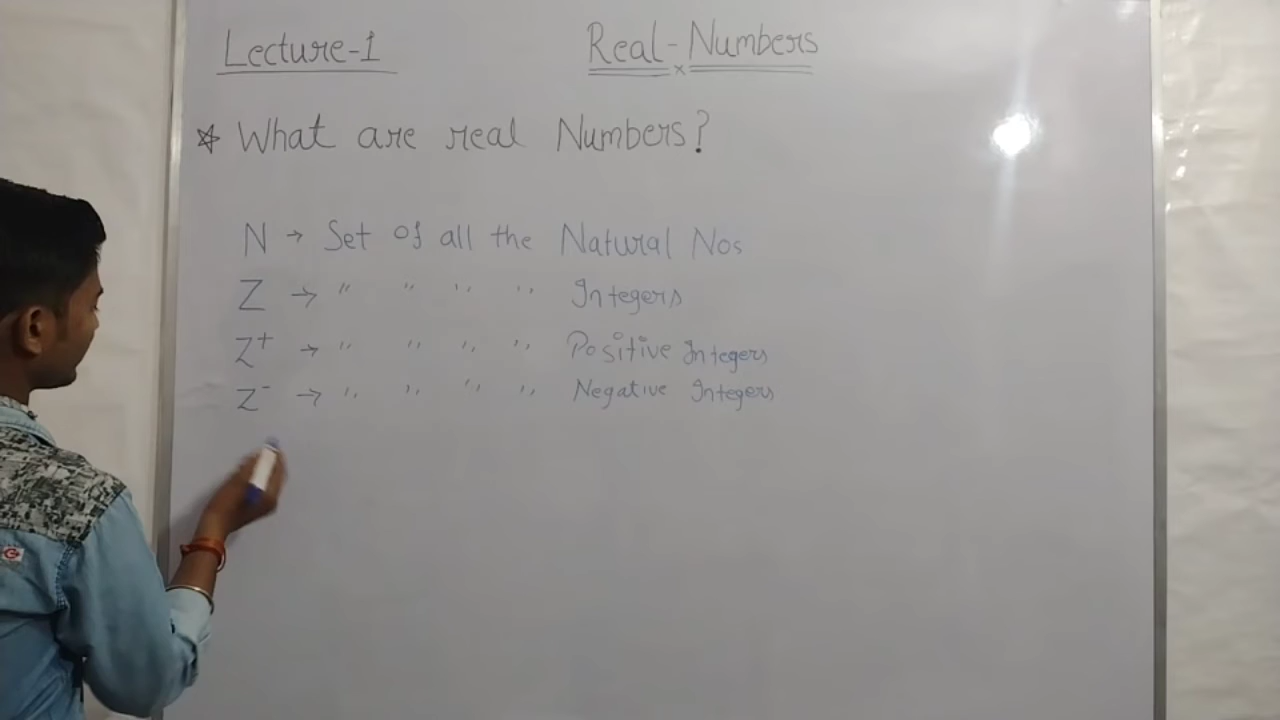 Lecture-1
Real-Numbers
☆ What are real Numbers?
N → Set of all the Natural Nos
Z → " " " " Integers
Z⁺ → " " " " Positive Integers
Z⁻ → " " " " Negative Integers